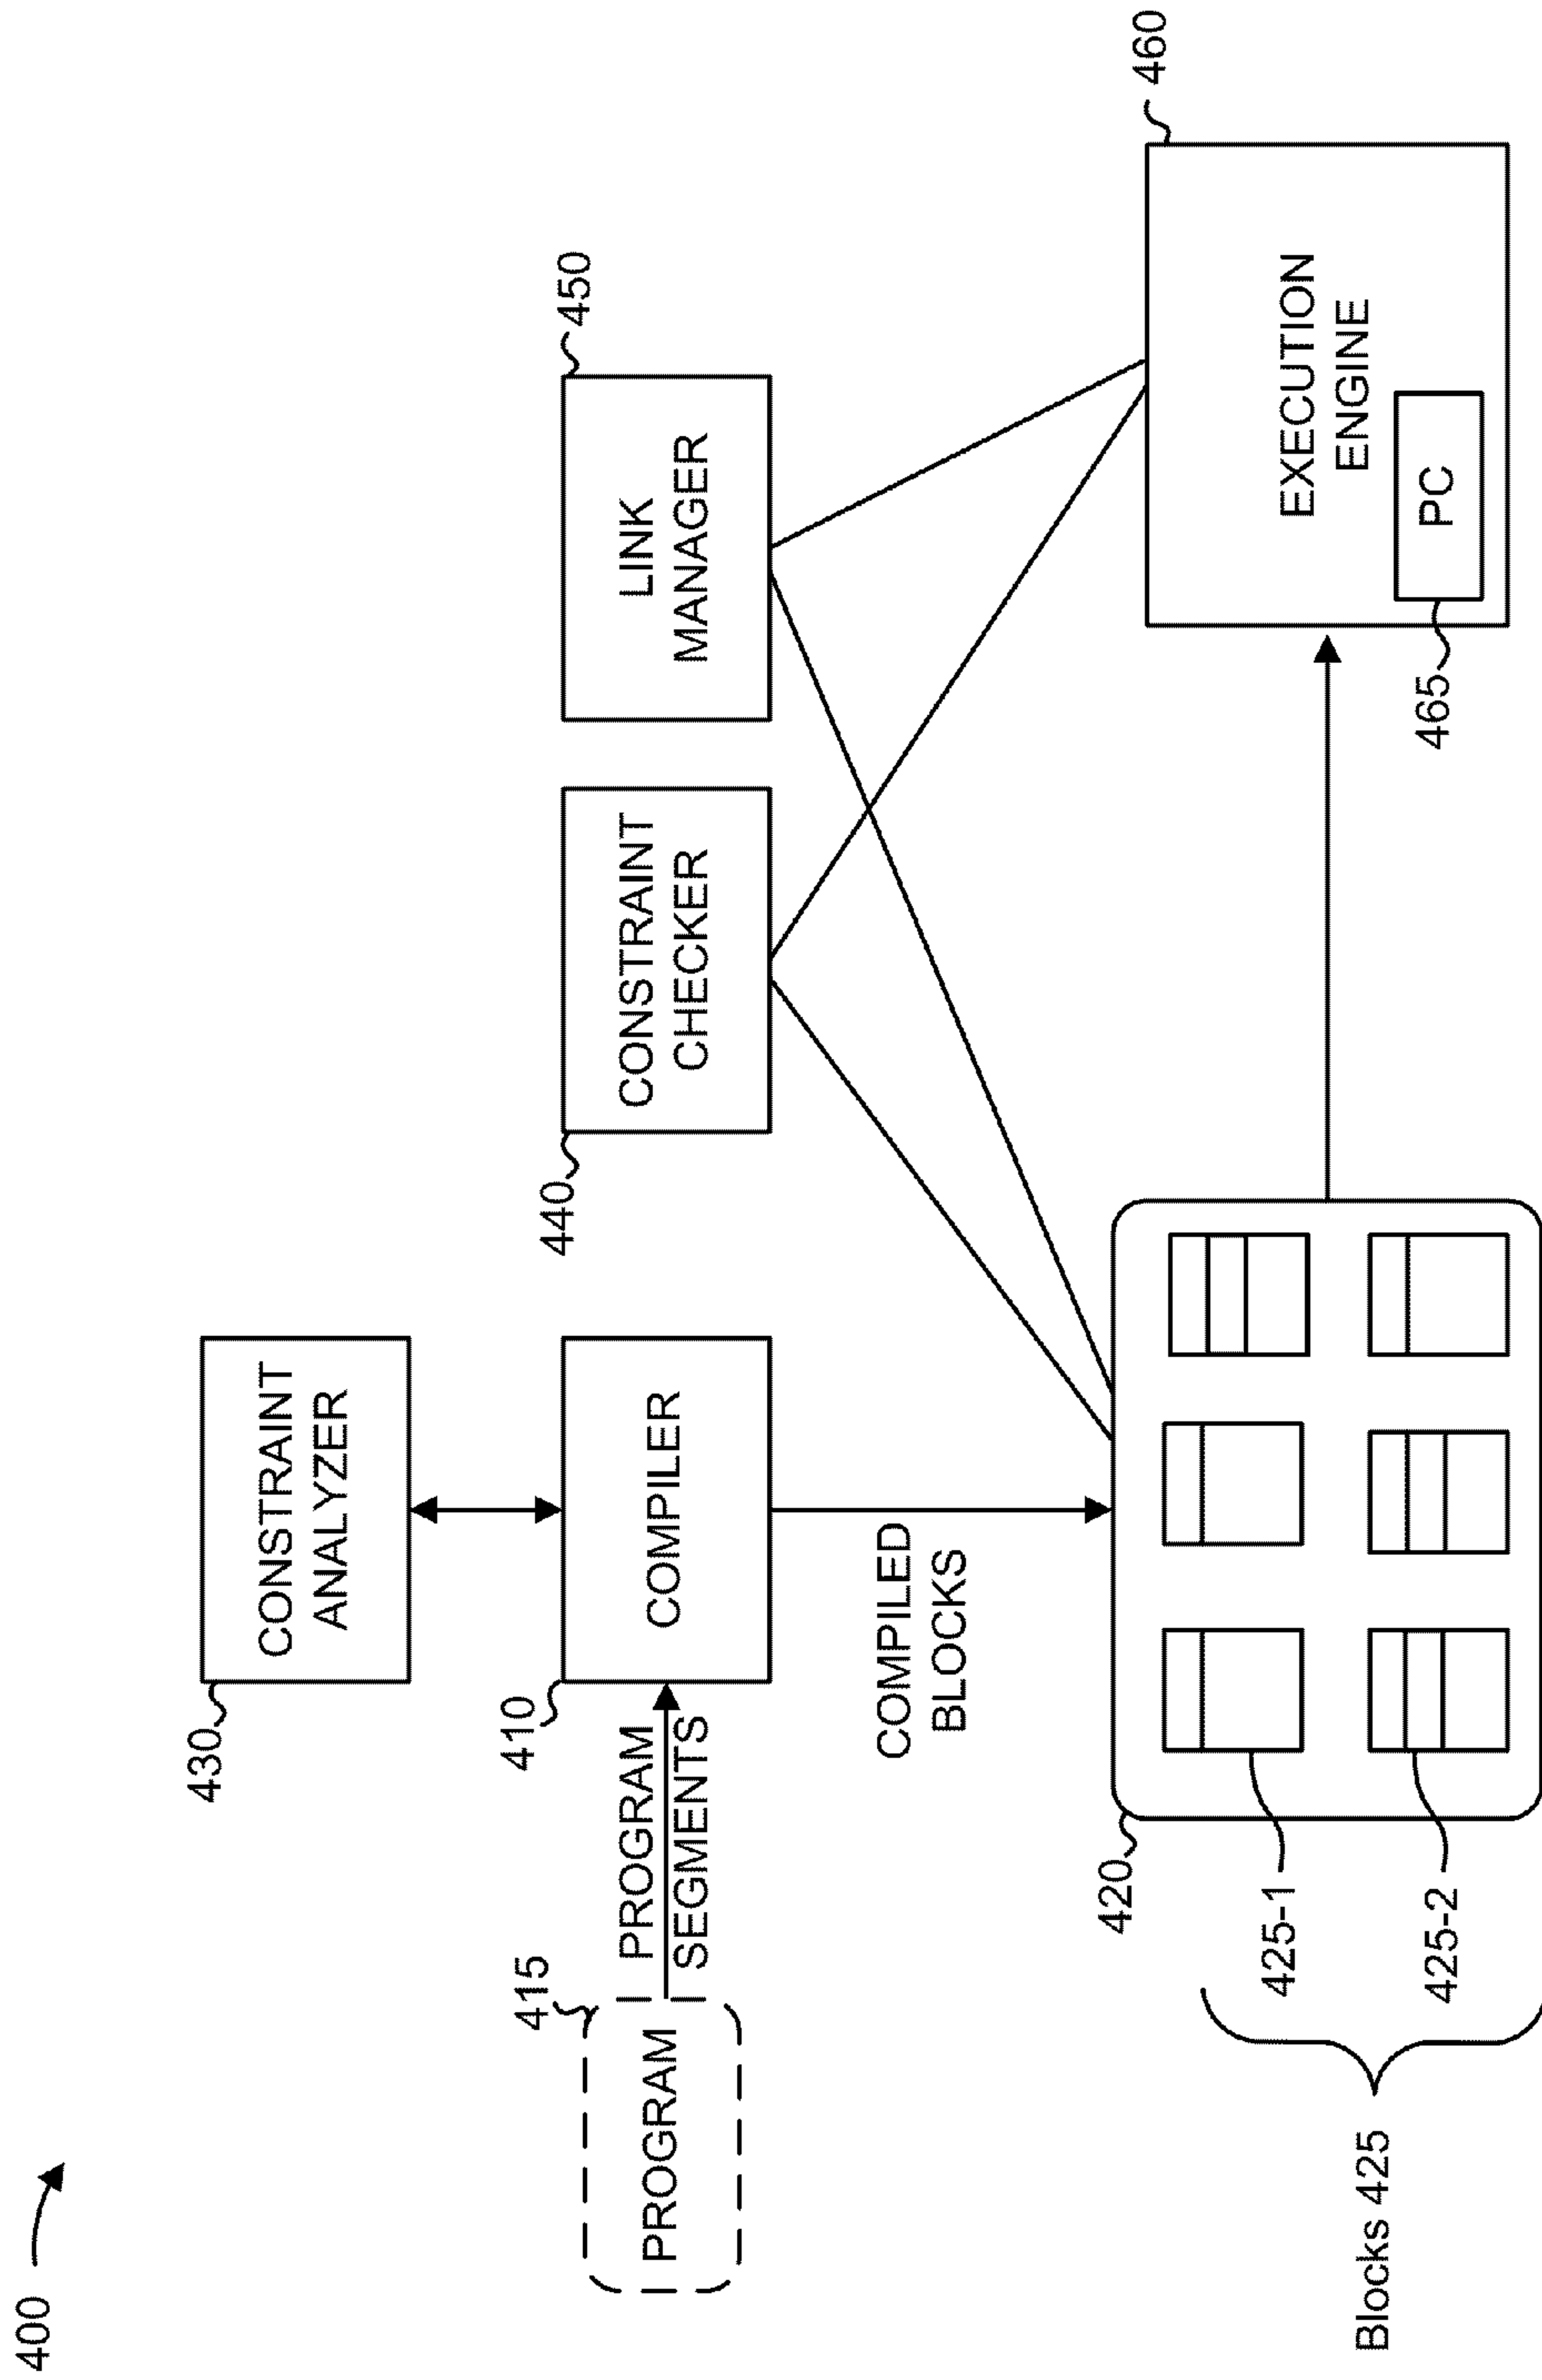 400
430
CONSTRAINT
ANALYZER
415
PROGRAM
PROGRAM
SEGMENTS
410
COMPILER
440
CONSTRAINT
CHECKER
450
LINK
MANAGER
COMPILED
BLOCKS
420
425-1
425-2
Blocks 425
460
EXECUTION
ENGINE
PC
465